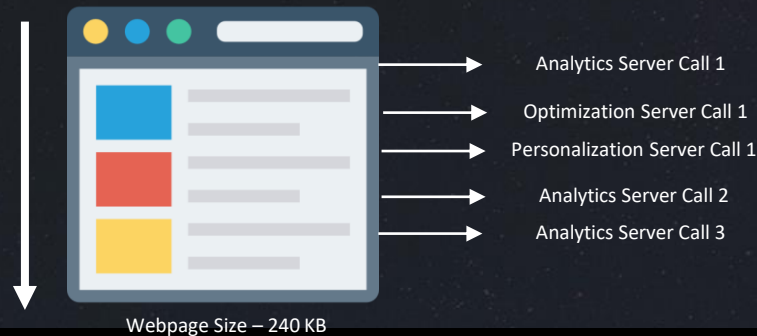 Analytics Server Call 1
Optimization Server Call 1
Personalization Server Call 1
Analytics Server Call 2
Analytics Server Call 3
Webpage Size – 240 KB